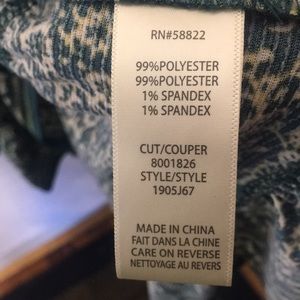 RN#58822
99%POLYESTER
99%POLYESTER
1% SPANDEX
1% SPANDEX
CUT/COUPER
8001826
STYLE/STYLE
1905J67
MADE IN CHINA
FAIT DANS LA CHINE
CARE ON REVERSE
NETTOYAGE AU REVERS